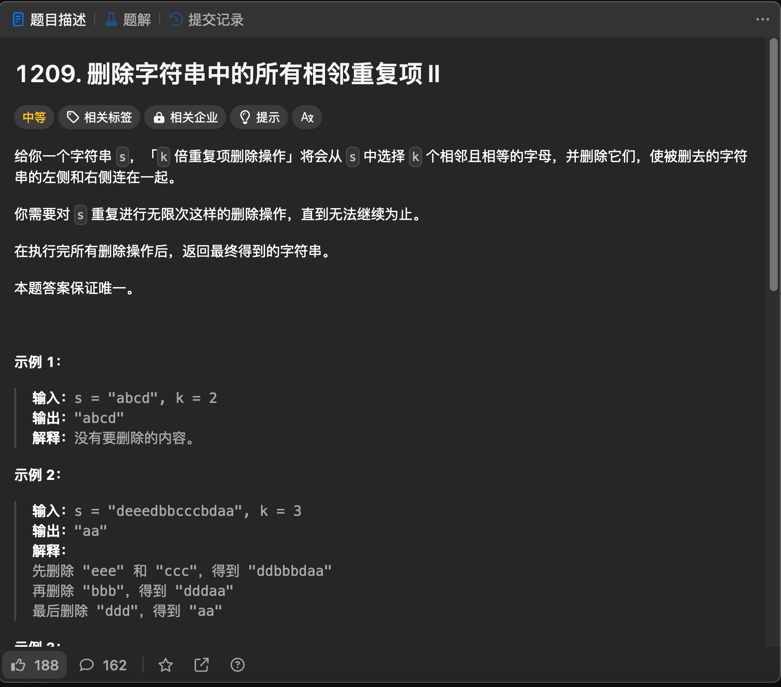 题目描述 题解 提交记录
1209. 删除字符串中的所有相邻重复项 II
中等 相关标签 相关企业 提示
给你一个字符串 s，「k 倍重复项删除操作」将会从 s 中选择 k 个相邻且相等的字母，并删除它们，使被删去的字符
串的左侧和右侧连在一起。
你需要对 s 重复进行无限次这样的删除操作，直到无法继续为止。
在执行完所有删除操作后，返回最终得到的字符串。
本题答案保证唯一。
示例 1：
输入：s = "abcd", k = 2
输出："abcd"
解释：没有要删除的内容。
示例 2：
输入：s = "deeedbbcccbdaa", k = 3
输出："aa"
解释：
先删除 "eee" 和 "ccc"，得到 "ddbbbdaa"
再删除 "bbb"，得到 "dddaa"
最后删除 "ddd"，得到 "aa"
188 162